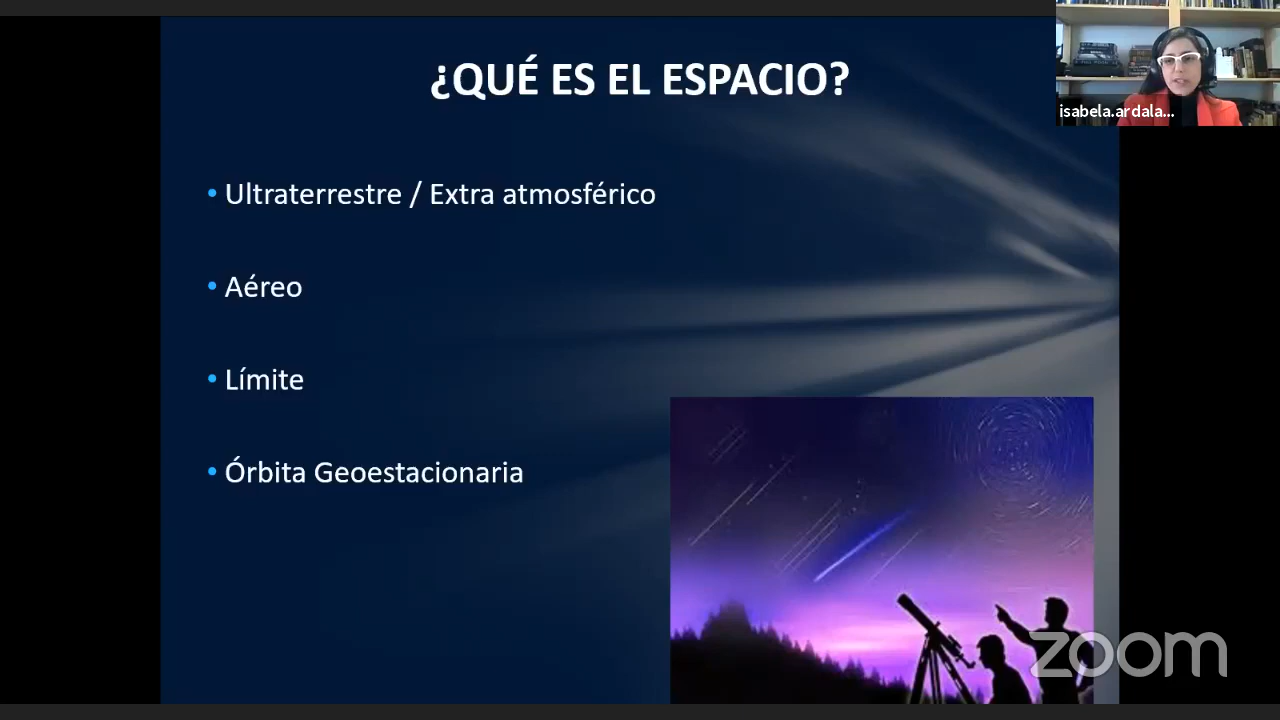 ¿QUÉ ES EL ESPACIO?
isabela.ardala...
• Ultraterrestre / Extra atmosférico
• Aéreo
• Límite
• Órbita Geoestacionaria
zoom